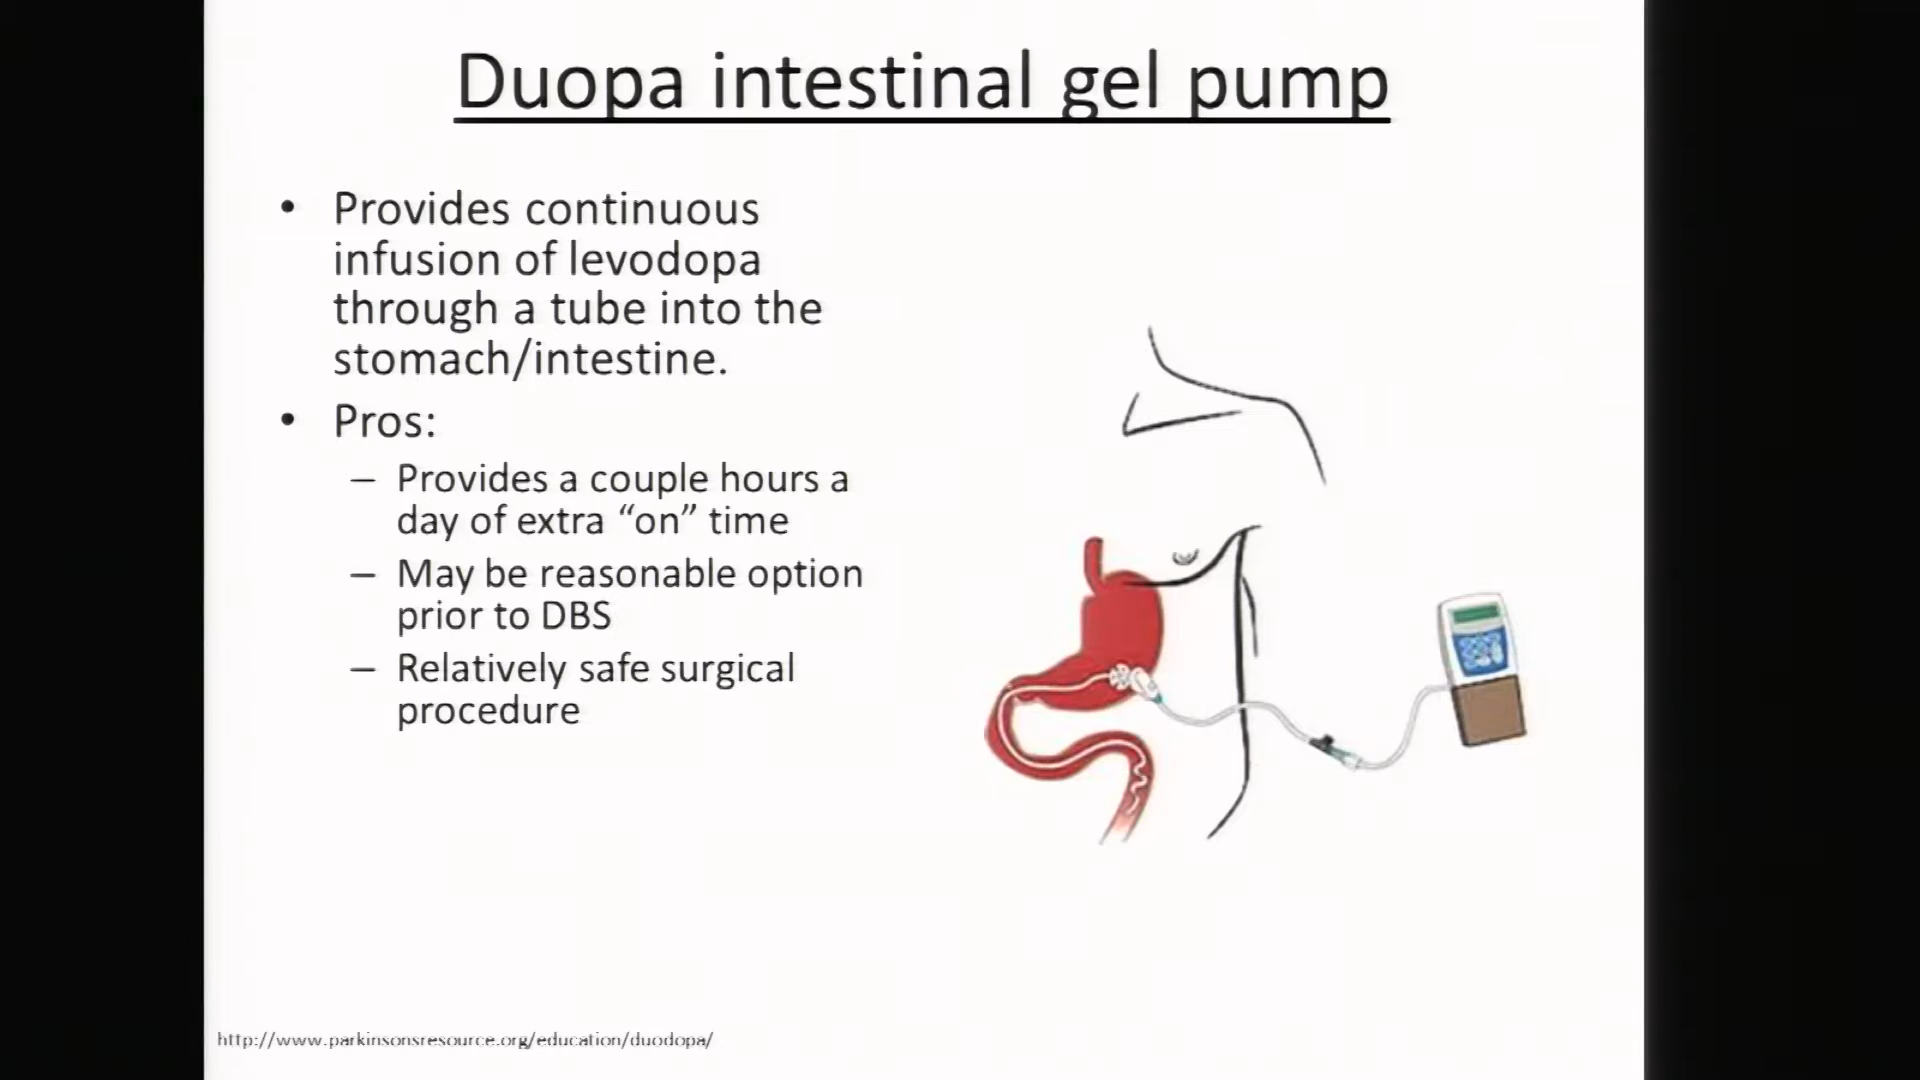 Duopa intestinal gel pump
• Provides continuous
infusion of levodopa
through a tube into the
stomach/intestine.
• Pros:
– Provides a couple hours a
day of extra “on” time
– May be reasonable option
prior to DBS
– Relatively safe surgical
procedure
http://www.parkinsonsresource.org/education/duodopa/